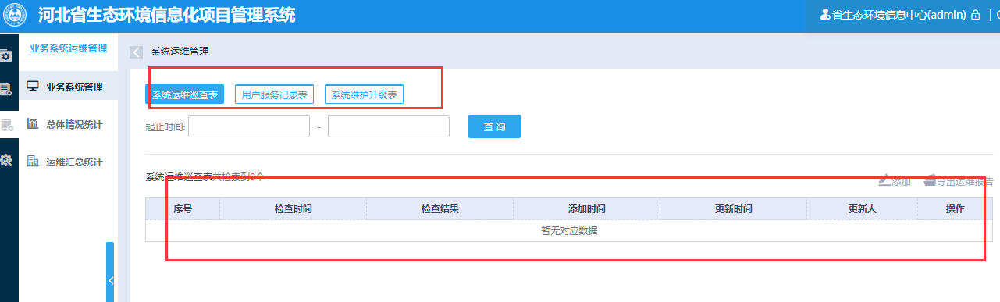 河北省生态环境信息化项目管理系统
省生态环境信息中心(admin)
业务系统运维管理
系统运维管理
业务系统管理
总体情况统计
运维汇总统计
系统运维巡查表 用户服务记录表 系统维护升级表
起止时间: - 查 询
系统运维巡查表共检索到0个
添加 导出运维报告
序号 检查时间 检查结果 添加时间 更新时间 更新人 操作
暂无对应数据